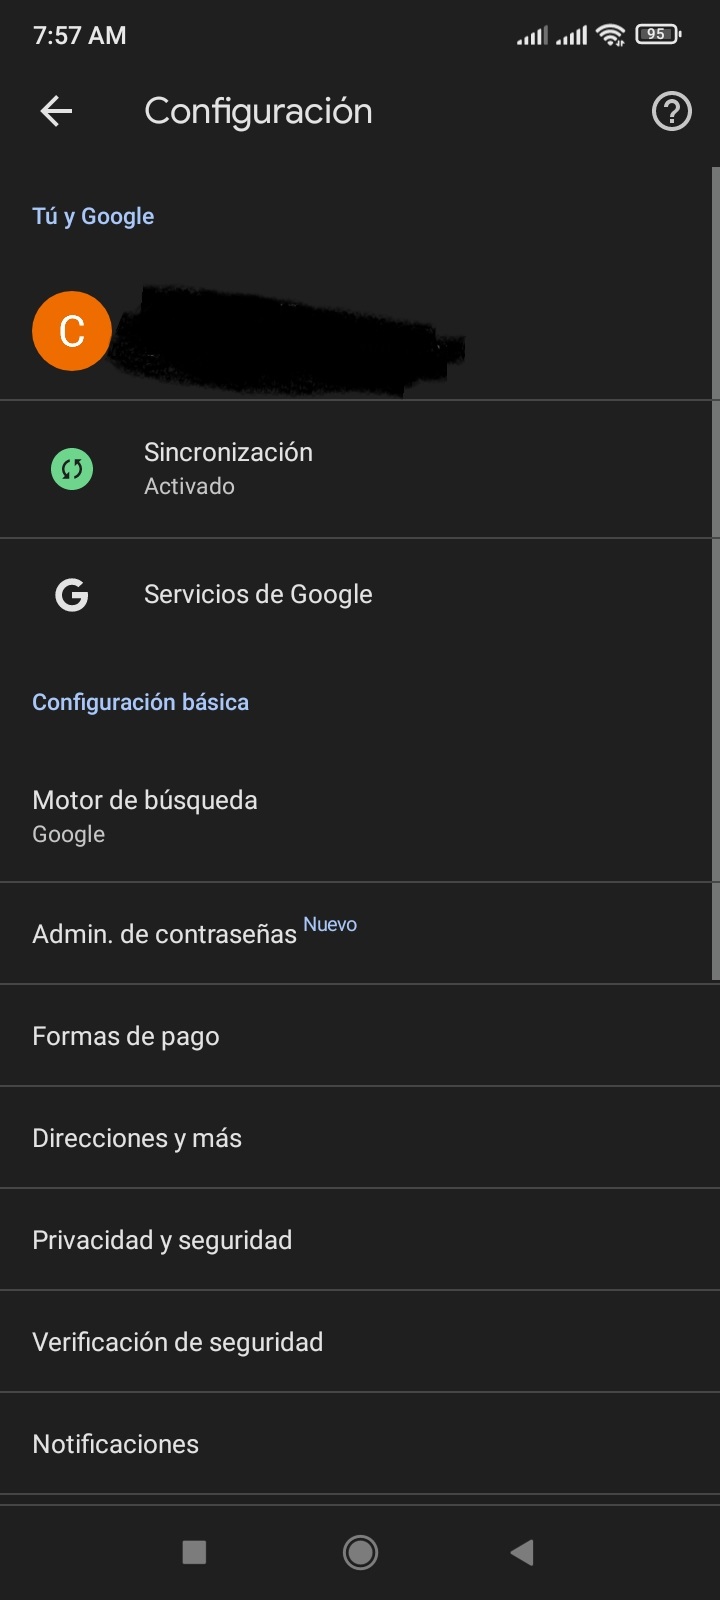 7:57 AM
95
Configuración
Tú y Google
C
Sincronización
Activado
G
Servicios de Google
Configuración básica
Motor de búsqueda
Google
Admin. de contraseñas Nuevo
Formas de pago
Direcciones y más
Privacidad y seguridad
Verificación de seguridad
Notificaciones